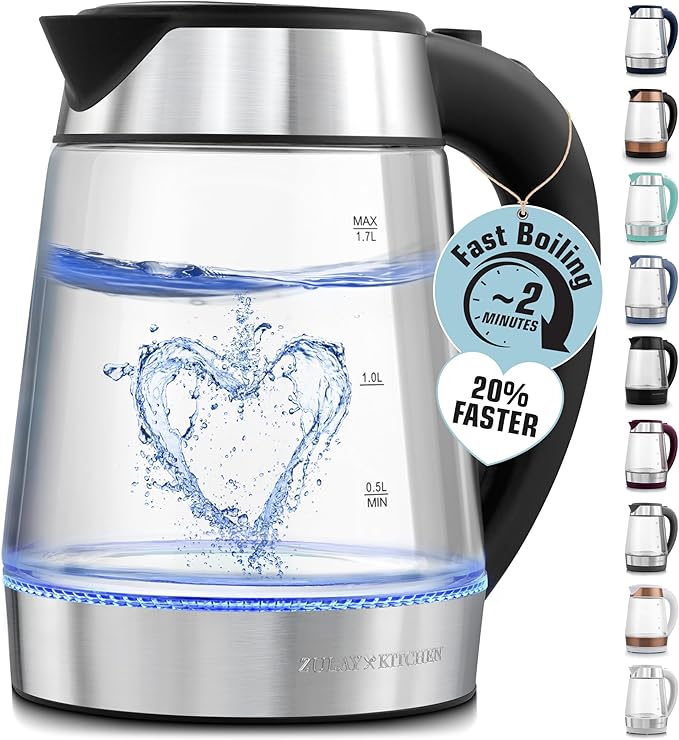 MAX
1.7L
Fast Boiling
~2
MINUTES
20%
FASTER
1.0L
0.5L
MIN
ZULAY KITCHEN